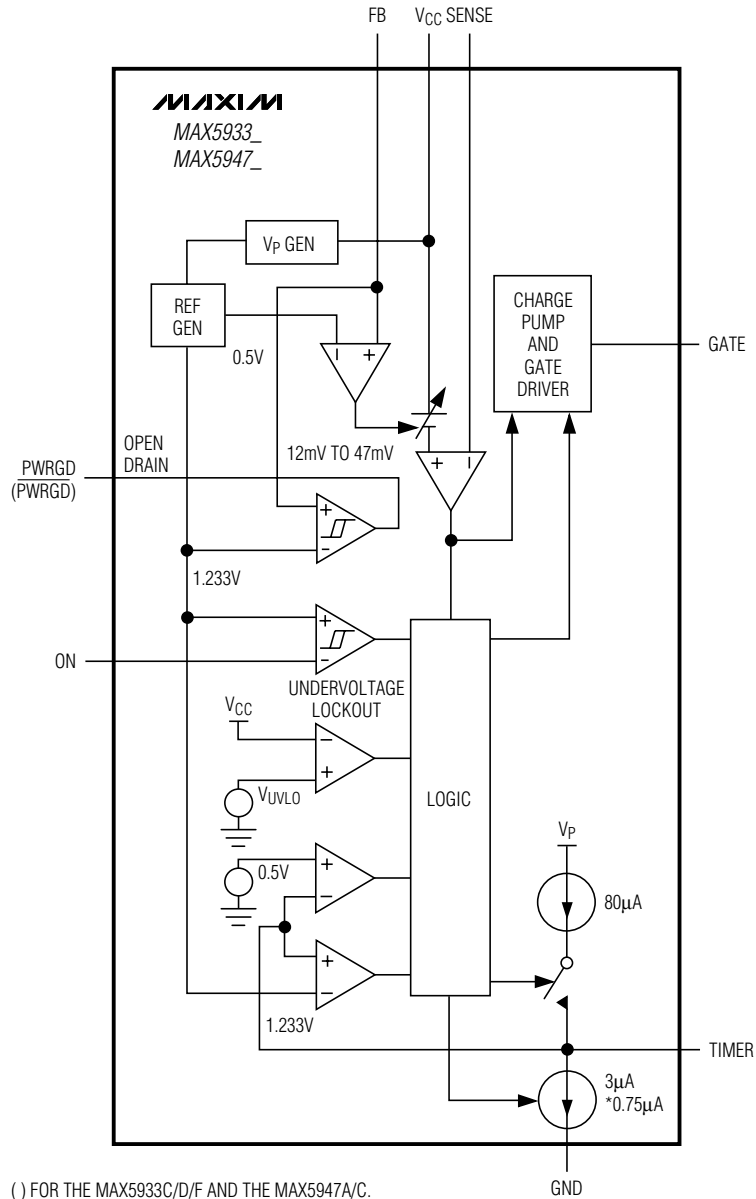 FB
VCC SENSE
MAXIM
MAX5933_
MAX5947_
VP GEN
REF
GEN
0.5V
CHARGE
PUMP
AND
GATE
DRIVER
GATE
12mV TO 47mV
OPEN
DRAIN
PWRGD
(PWRGD)
1.233V
ON
UNDERVOLTAGE
LOCKOUT
VCC
VUVLO
LOGIC
0.5V
VP
80µA
1.233V
TIMER
3µA
*0.75µA
GND
( ) FOR THE MAX5933C/D/F AND THE MAX5947A/C.